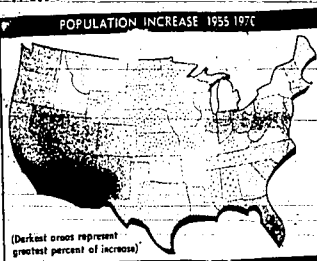 POPULATION INCREASE 1955 1970
(Darkest areas represent
greatest percent of increase)